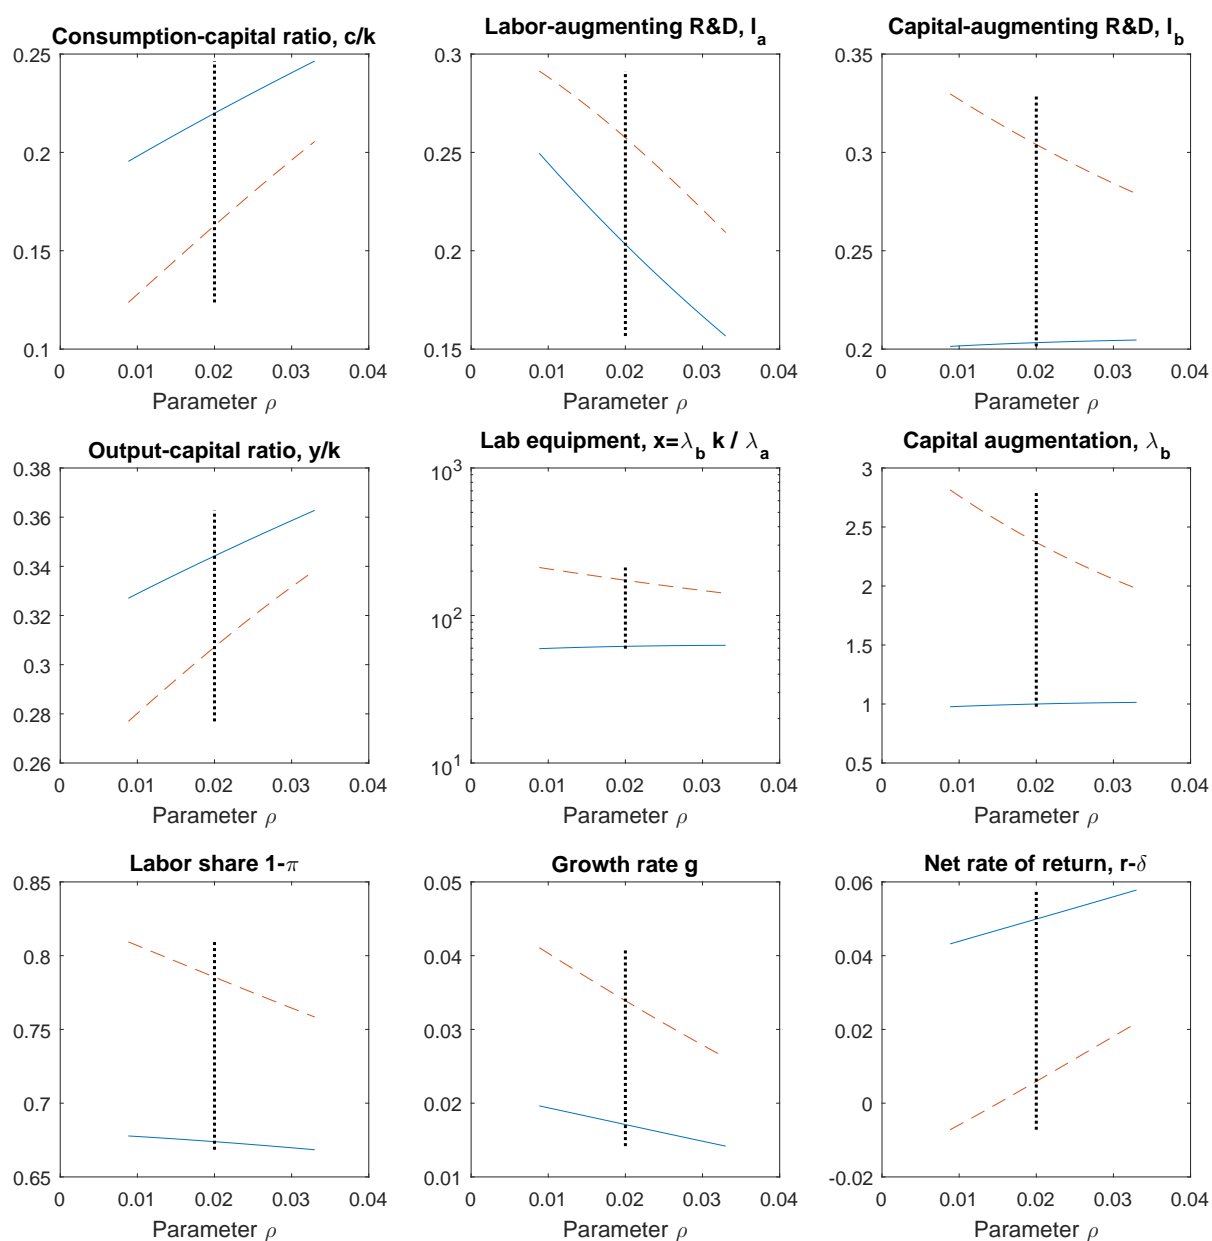 Consumption-capital ratio, c/k
0.25
0.2
0.15
0.1
0 0.01 0.02 0.03 0.04
Parameter ρ
Labor-augmenting R&D, l_a
0.3
0.25
0.2
0.15
0 0.01 0.02 0.03 0.04
Parameter ρ
Capital-augmenting R&D, l_b
0.35
0.3
0.25
0.2
0 0.01 0.02 0.03 0.04
Parameter ρ
Output-capital ratio, y/k
0.38
0.36
0.34
0.32
0.3
0.28
0.26
0 0.01 0.02 0.03 0.04
Parameter ρ
Lab equipment, x=λ_b k / λ_a
10^3
10^2
10^1
0 0.01 0.02 0.03 0.04
Parameter ρ
Capital augmentation, λ_b
3
2.5
2
1.5
1
0.5
0 0.01 0.02 0.03 0.04
Parameter ρ
Labor share 1-π
0.85
0.8
0.75
0.7
0.65
0 0.01 0.02 0.03 0.04
Parameter ρ
Growth rate g
0.05
0.04
0.03
0.02
0.01
0 0.01 0.02 0.03 0.04
Parameter ρ
Net rate of return, r-δ
0.06
0.04
0.02
0
-0.02
0 0.01 0.02 0.03 0.04
Parameter ρ